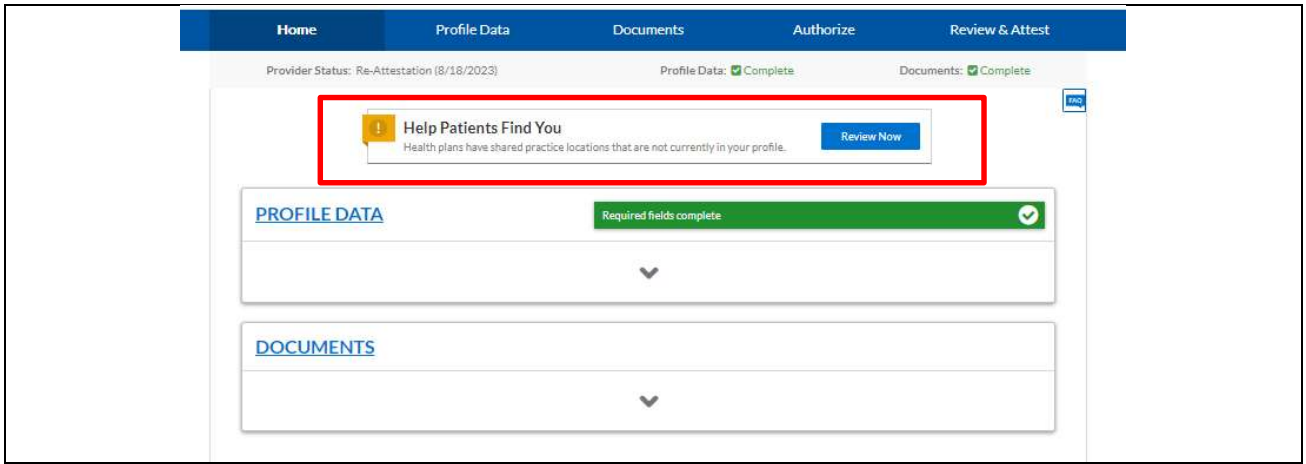 Home Profile Data Documents Authorize Review & Attest
Provider Status: Re-Attestation (8/18/2023) Profile Data: Complete Documents: Complete
FAQ
Help Patients Find You
Health plans have shared practice locations that are not currently in your profile.
Review Now
PROFILE DATA
Required fields complete
DOCUMENTS